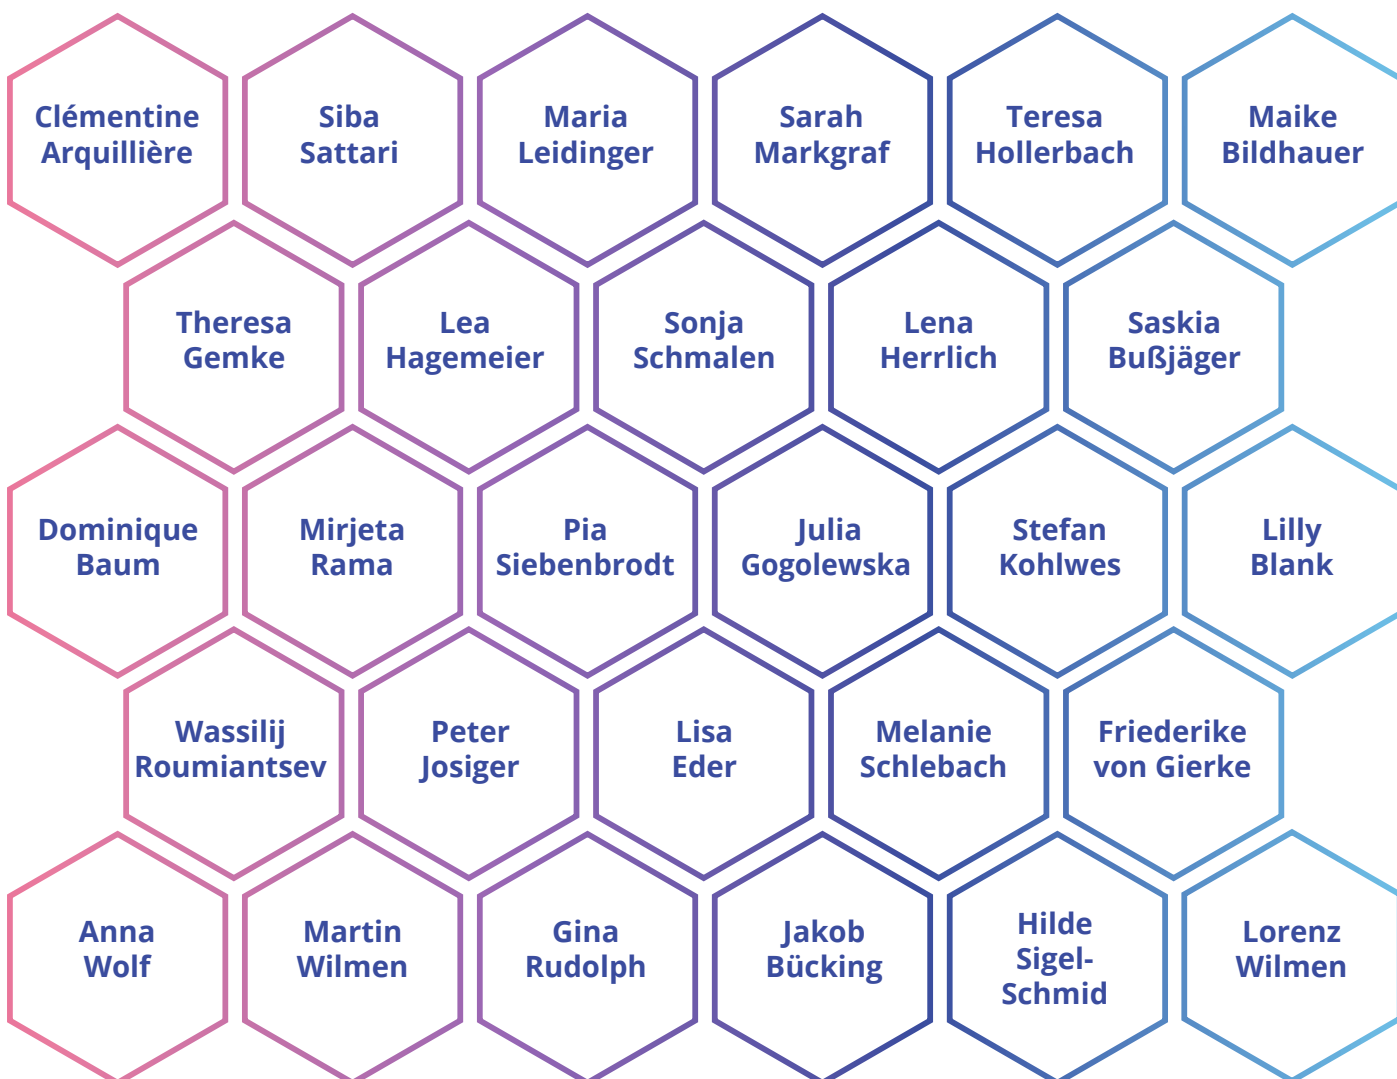 Clémentine
Arquillière
Siba
Sattari
Maria
Leidinger
Sarah
Markgraf
Teresa
Hollerbach
Maike
Bildhauer
Theresa
Gemke
Lea
Hagemeier
Sonja
Schmalen
Lena
Herrlich
Saskia
Bußjäger
Dominique
Baum
Mirjeta
Rama
Pia
Siebenbrodt
Julia
Gogolewska
Stefan
Kohlwes
Lilly
Blank
Wassilij
Roumiantsev
Peter
Josiger
Lisa
Eder
Melanie
Schlebach
Friederike
von Gierke
Anna
Wolf
Martin
Wilmen
Gina
Rudolph
Jakob
Bücking
Hilde
Sigel-
Schmid
Lorenz
Wilmen